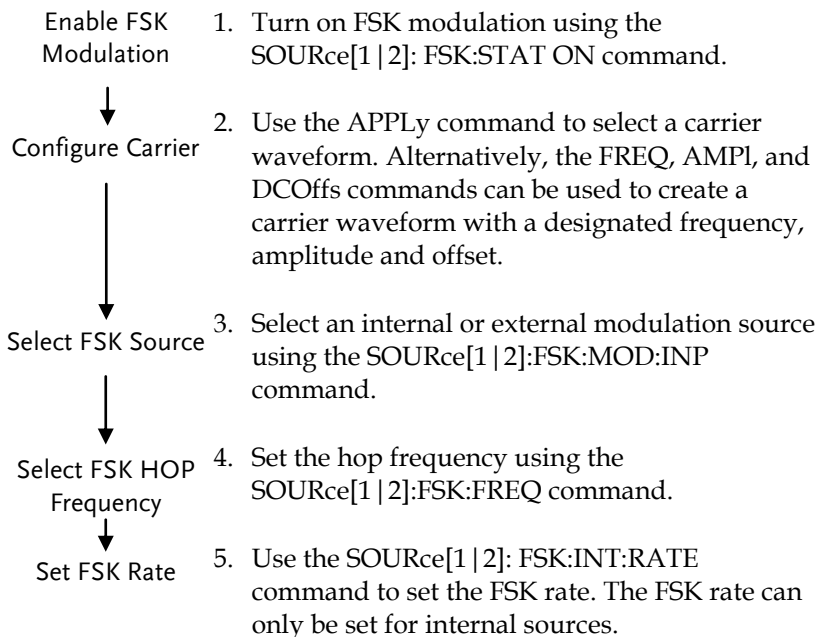 Enable FSK
Modulation
1. Turn on FSK modulation using the
SOURce[1|2]: FSK:STAT ON command.
Configure Carrier
2. Use the APPLy command to select a carrier
waveform. Alternatively, the FREQ, AMPl, and
DCOffs commands can be used to create a
carrier waveform with a designated frequency,
amplitude and offset.
Select FSK Source
3. Select an internal or external modulation source
using the SOURce[1|2]:FSK:MOD:INP
command.
Select FSK HOP
Frequency
4. Set the hop frequency using the
SOURce[1|2]:FSK:FREQ command.
Set FSK Rate
5. Use the SOURce[1|2]: FSK:INT:RATE
command to set the FSK rate. The FSK rate can
only be set for internal sources.